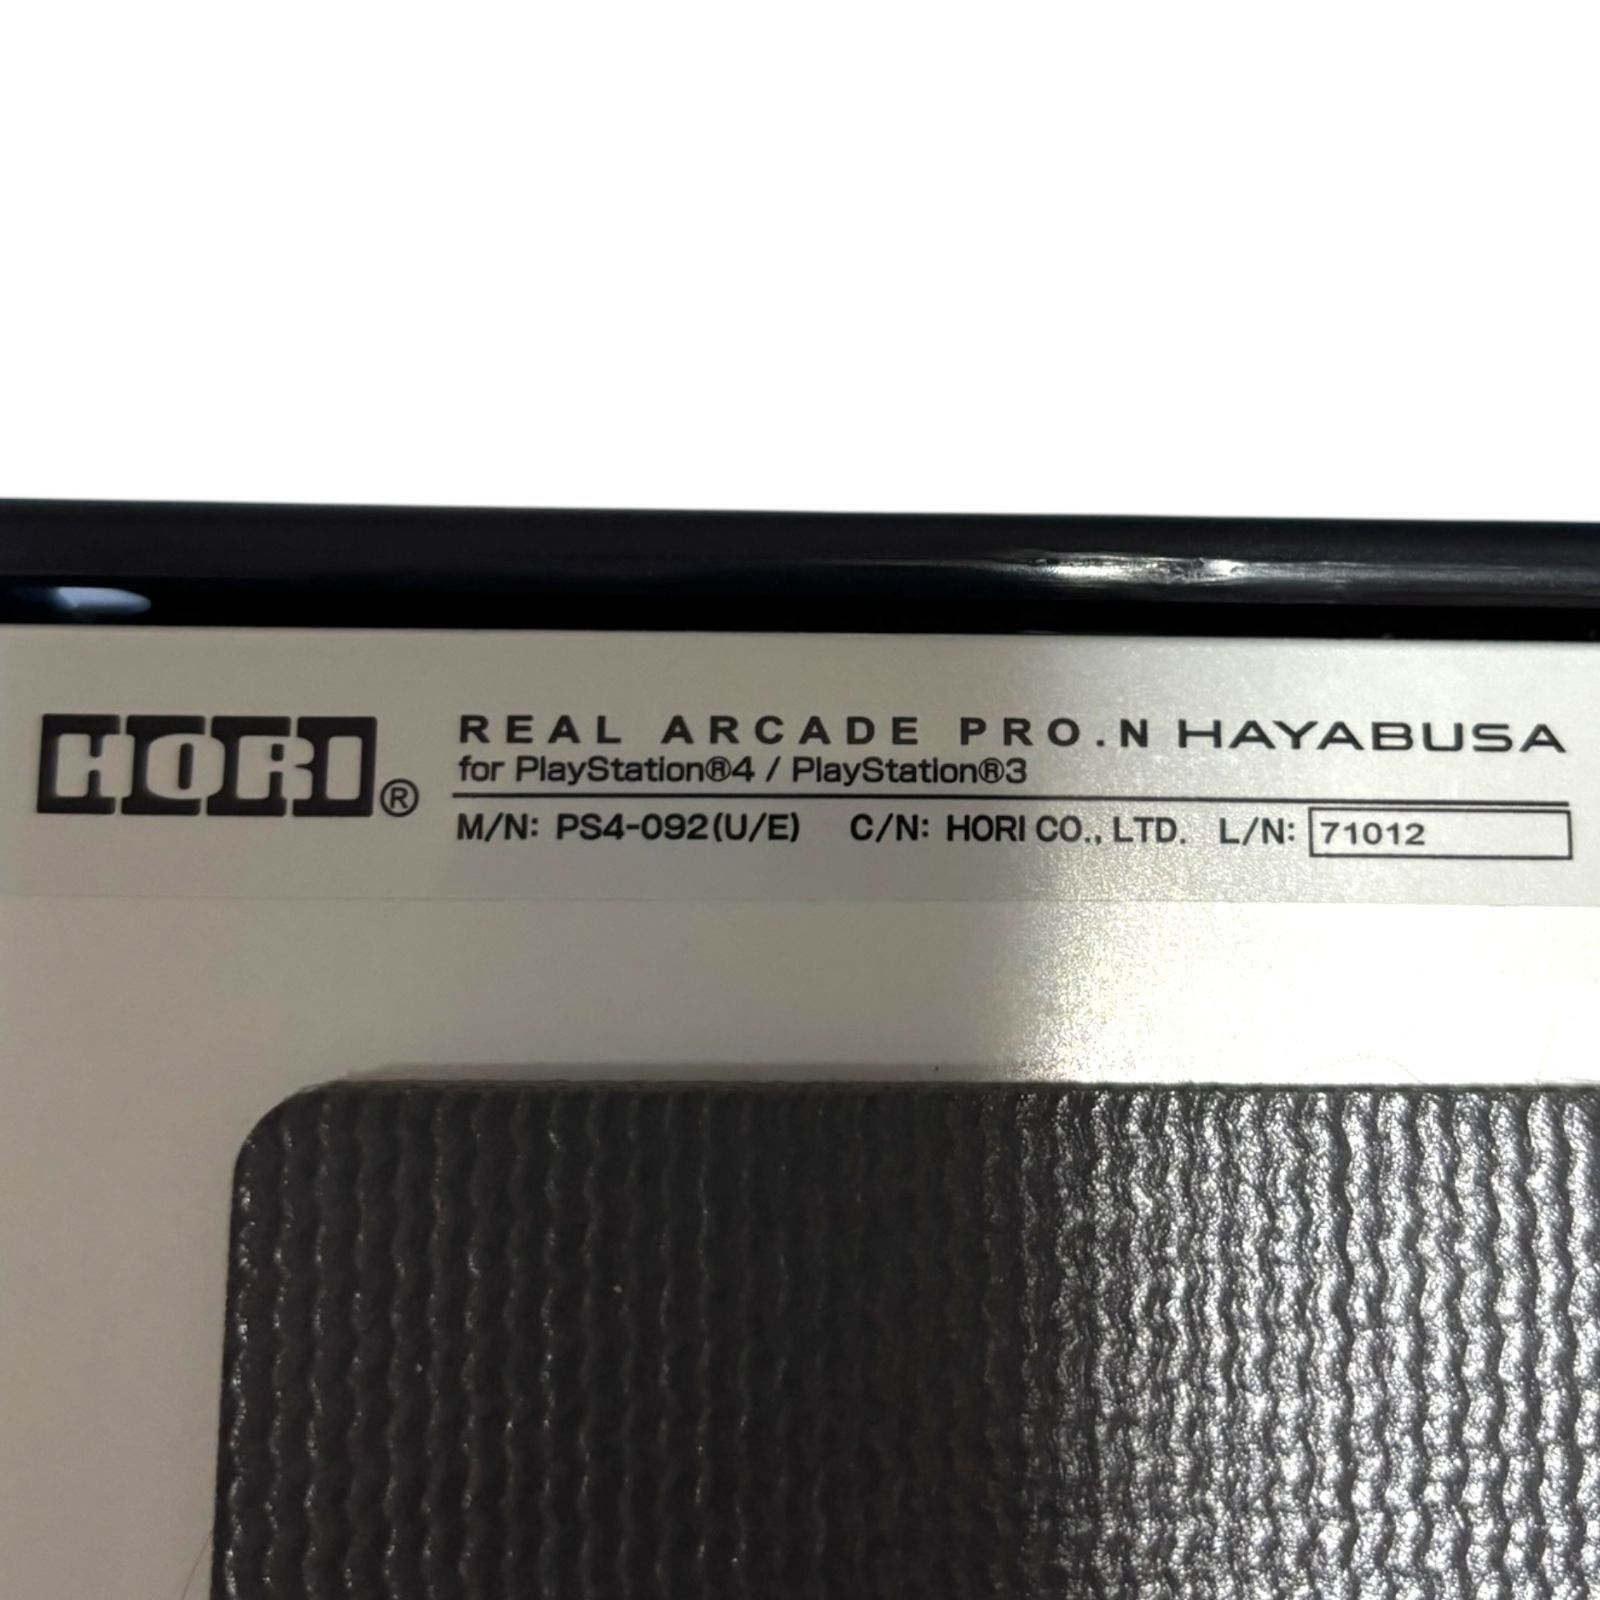 HORI®
REAL ARCADE PRO.N HAYABUSA
for PlayStation®4 / PlayStation®3
M/N: PS4-092(U/E) C/N: HORI CO., LTD. L/N: 71012